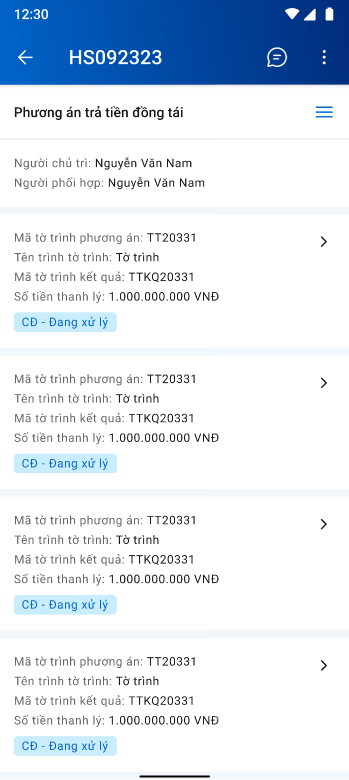 12:30
HS092323
Phương án trả tiền đồng tái
Người chủ trì: Nguyễn Văn Nam
Người phối hợp: Nguyễn Văn Nam
Mã tờ trình phương án: TT20331
Tên trình tờ trình: Tờ trình
Mã tờ trình kết quả: TTKQ20331
Số tiền thanh lý: 1.000.000.000 VNĐ
CĐ - Đang xử lý
Mã tờ trình phương án: TT20331
Tên trình tờ trình: Tờ trình
Mã tờ trình kết quả: TTKQ20331
Số tiền thanh lý: 1.000.000.000 VNĐ
CĐ - Đang xử lý
Mã tờ trình phương án: TT20331
Tên trình tờ trình: Tờ trình
Mã tờ trình kết quả: TTKQ20331
Số tiền thanh lý: 1.000.000.000 VNĐ
CĐ - Đang xử lý
Mã tờ trình phương án: TT20331
Tên trình tờ trình: Tờ trình
Mã tờ trình kết quả: TTKQ20331
Số tiền thanh lý: 1.000.000.000 VNĐ
CĐ - Đang xử lý